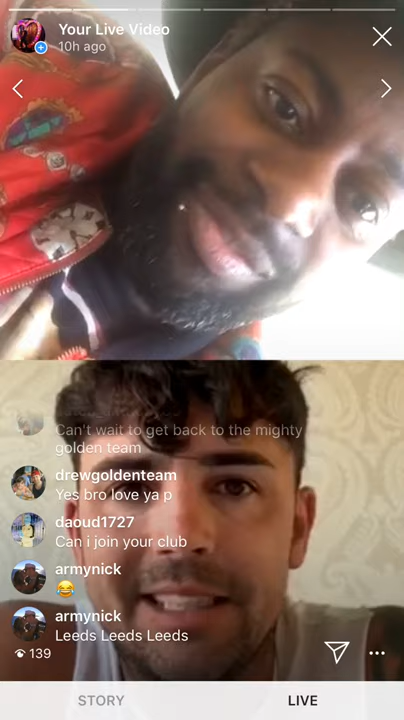 Your Live Video
10h ago
Can't wait to get back to the mighty
golden team
drewgoldenteam
Yes bro love ya p
daoud1727
Can i join your club
armynick
😂
armynick
Leeds Leeds Leeds
139
STORY
LIVE